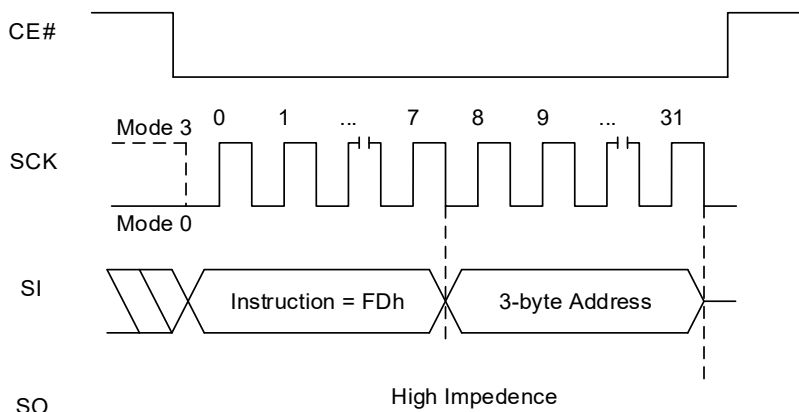 CE#
0 1 ... 7 8 9 ... 31
Mode 3
SCK
Mode 0
SI
Instruction = FDh
3-byte Address
High Impedence
SO